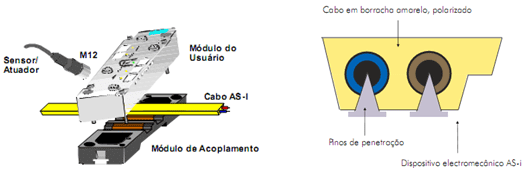 Sensor/
Atuador
M12
Módulo do
Usuário
Cabo AS-I
Módulo de Acoplamento
Cabo em borracha amarelo, polarizado
Pinos de penetração
Dispositivo electromecânico AS-i